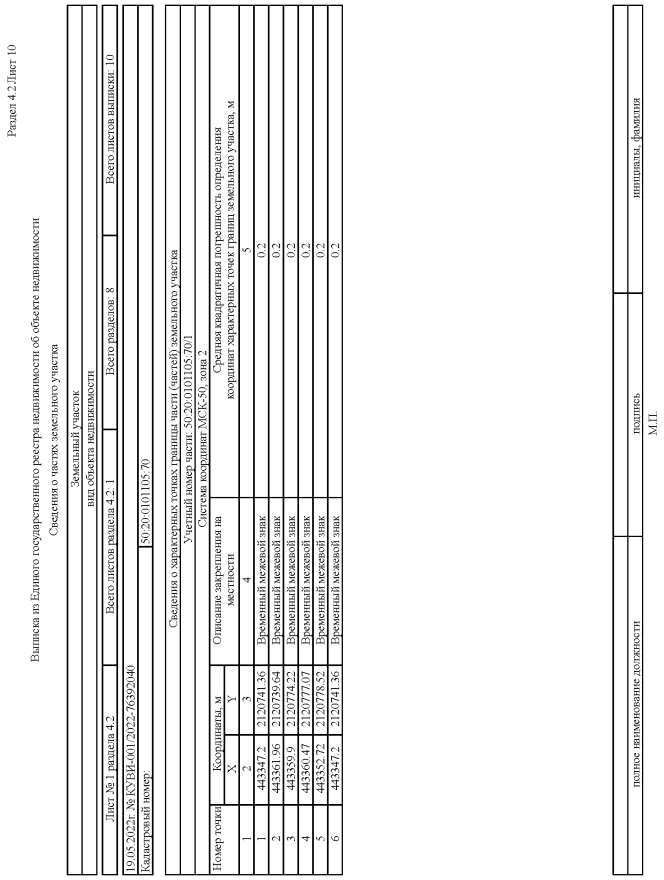 Раздел 4.2 Лист 10
Выписка из Единого государственного реестра недвижимости об объекте недвижимости
Сведения о частях земельного участка
Земельный участок
вид объекта недвижимости
Лист № 1 раздела 4.2 Всего листов раздела 4.2: 1 Всего разделов: 8 Всего листов выписки: 10
19.05.2022г. № КУВИ-001/2022-76392040
Кадастровый номер: 50:20:0101105:70
Сведения о характерных точках границы части (частей) земельного участка
Учетный номер части: 50:20:0101105:70/1
Система координат МСК-50, зона 2
Номер точки Координаты, м Описание закрепления на местности Средняя квадратичная погрешность определения координат характерных точек границ земельного участка, м
X Y
1 2 3 4 5
1 443347.2 2120741.36 Временный межевой знак 0.2
2 443361.96 2120739.64 Временный межевой знак 0.2
3 443359.9 2120774.22 Временный межевой знак 0.2
4 443360.47 2120777.07 Временный межевой знак 0.2
5 443352.72 2120778.52 Временный межевой знак 0.2
6 443347.2 2120741.36 Временный межевой знак 0.2
полное наименование должности подпись инициалы, фамилия
М.П.